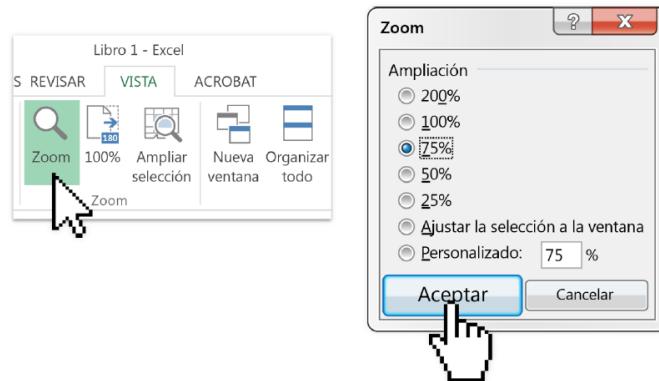 Libro 1 - Excel
S REVISAR VISTA ACROBAT
180
Zoom 100% Ampliar selección Nueva ventana Organizar todo
Zoom
Zoom
Ampliación
200%
100%
75%
50%
25%
Ajustar la selección a la ventana
Personalizado: 75 %
Aceptar Cancelar